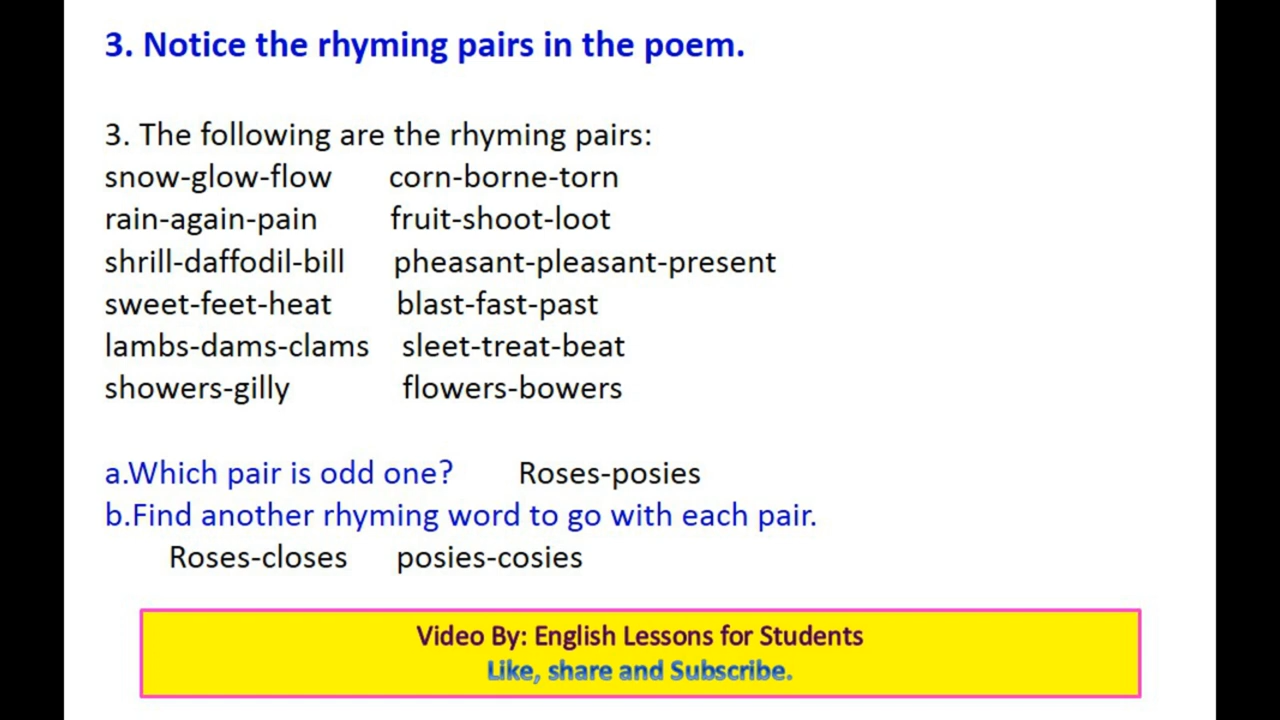 3. Notice the rhyming pairs in the poem.
3. The following are the rhyming pairs:
snow-glow-flow corn-borne-torn
rain-again-pain fruit-shoot-loot
shrill-daffodil-bill pheasant-pleasant-present
sweet-feet-heat blast-fast-past
lambs-dams-clams sleet-treat-beat
showers-gilly flowers-bowers
a.Which pair is odd one? Roses-posies
b.Find another rhyming word to go with each pair.
Roses-closes posies-cosies
Video By: English Lessons for Students
Like, share and Subscribe.